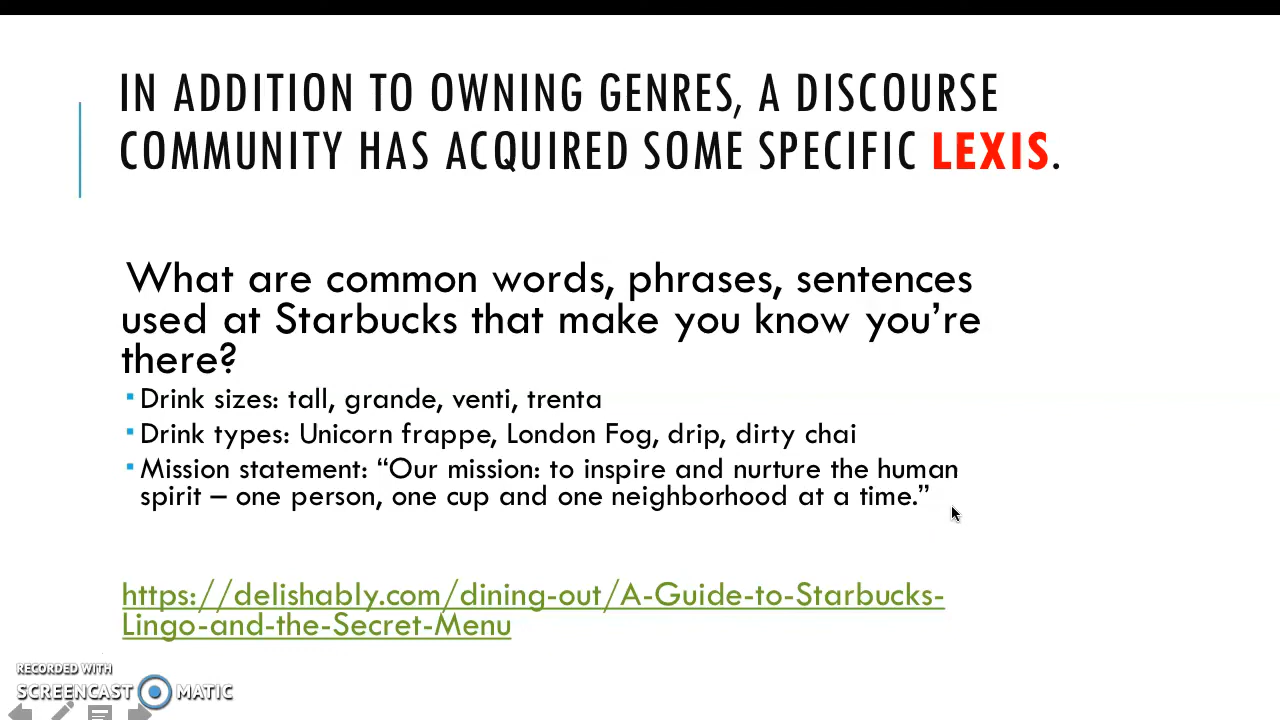 IN ADDITION TO OWNING GENRES, A DISCOURSE
COMMUNITY HAS ACQUIRED SOME SPECIFIC LEXIS.
What are common words, phrases, sentences
used at Starbucks that make you know you’re
there?
Drink sizes: tall, grande, venti, trenta
Drink types: Unicorn frappe, London Fog, drip, dirty chai
Mission statement: “Our mission: to inspire and nurture the human
spirit – one person, one cup and one neighborhood at a time.”
https://delishably.com/dining-out/A-Guide-to-Starbucks-
Lingo-and-the-Secret-Menu
RECORDED WITH
SCREENCAST MATIC